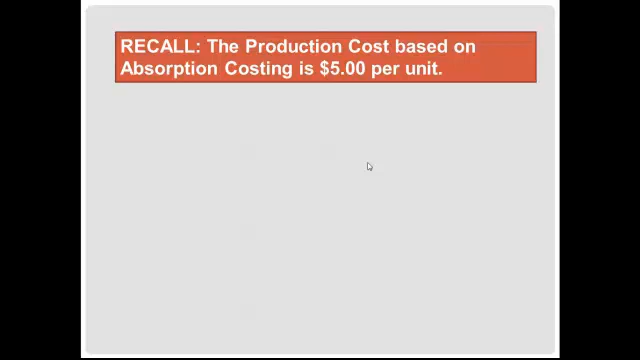 RECALL: The Production Cost based on
Absorption Costing is $5.00 per unit.